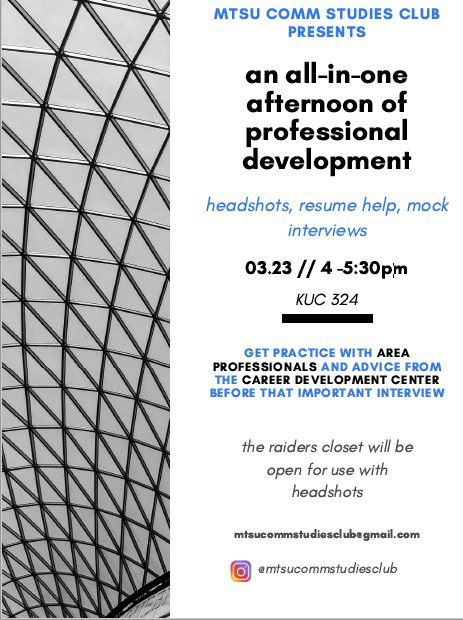 MTSU COMM STUDIES CLUB
PRESENTS
an all-in-one
afternoon of
professional
development
headshots, resume help, mock
interviews
03.23 // 4 -5:30pm
KUC 324
GET PRACTICE WITH AREA
PROFESSIONALS AND ADVICE FROM
THE CAREER DEVELOPMENT CENTER
BEFORE THAT IMPORTANT INTERVIEW
the raiders closet will be
open for use with
headshots
mtsucommstudiesclub@gmail.com
@mtsucommstudiesclub